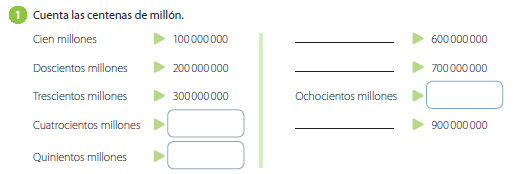 1 Cuenta las centenas de millón.
Cien millones 100 000 000
Doscientos millones 200 000 000
Trescientos millones 300 000 000
Cuatrocientos millones
Quinientos millones
600 000 000
700 000 000
Ochocientos millones
900 000 000